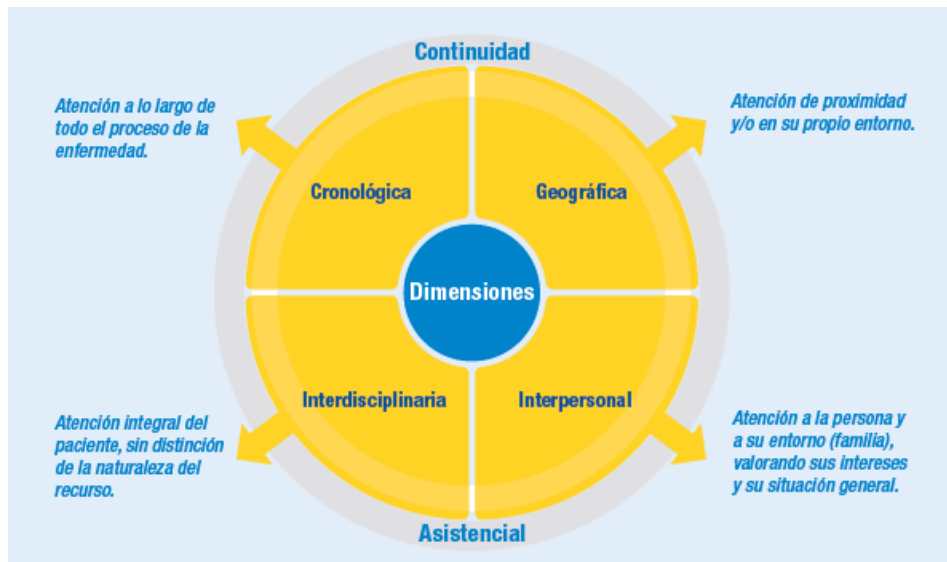 Continuidad
Atención a lo largo de
todo el proceso de la
enfermedad.
Atención de proximidad
y/o en su propio entorno.
Cronológica
Geográfica
Dimensiones
Interdisciplinaria
Interpersonal
Atención integral del
paciente, sin distinción
de la naturaleza del
recurso.
Atención a la persona y
a su entorno (familia),
valorando sus intereses
y su situación general.
Asistencial